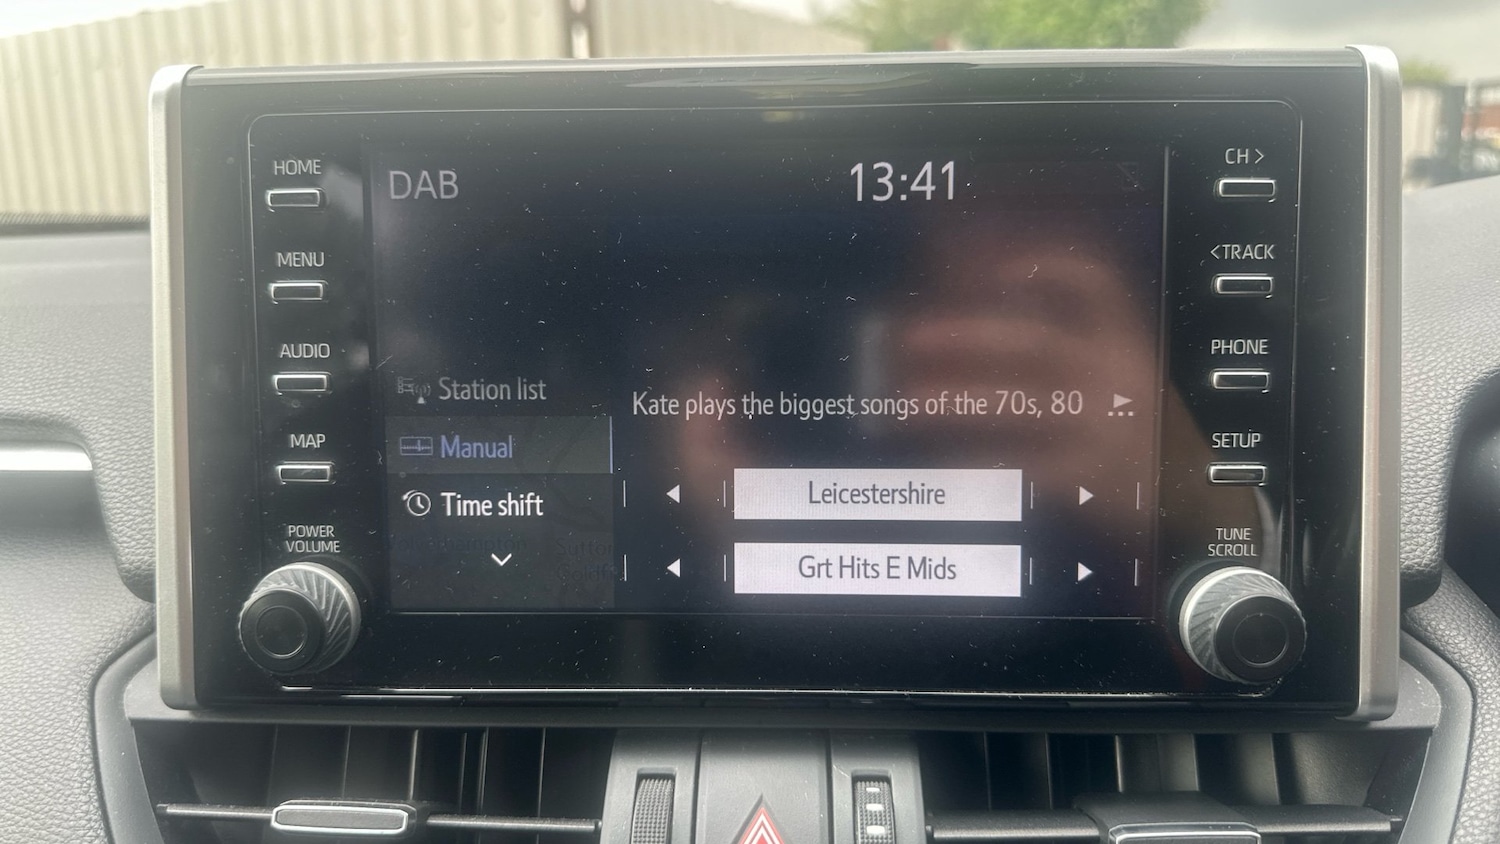 HOME
MENU
AUDIO
MAP
POWER
VOLUME
DAB
13:41
Station list
Manual
Time shift
Kate plays the biggest songs of the 70s, 80
Leicestershire
Grt Hits E Mids
CH >
<TRACK
PHONE
SETUP
TUNE
SCROLL